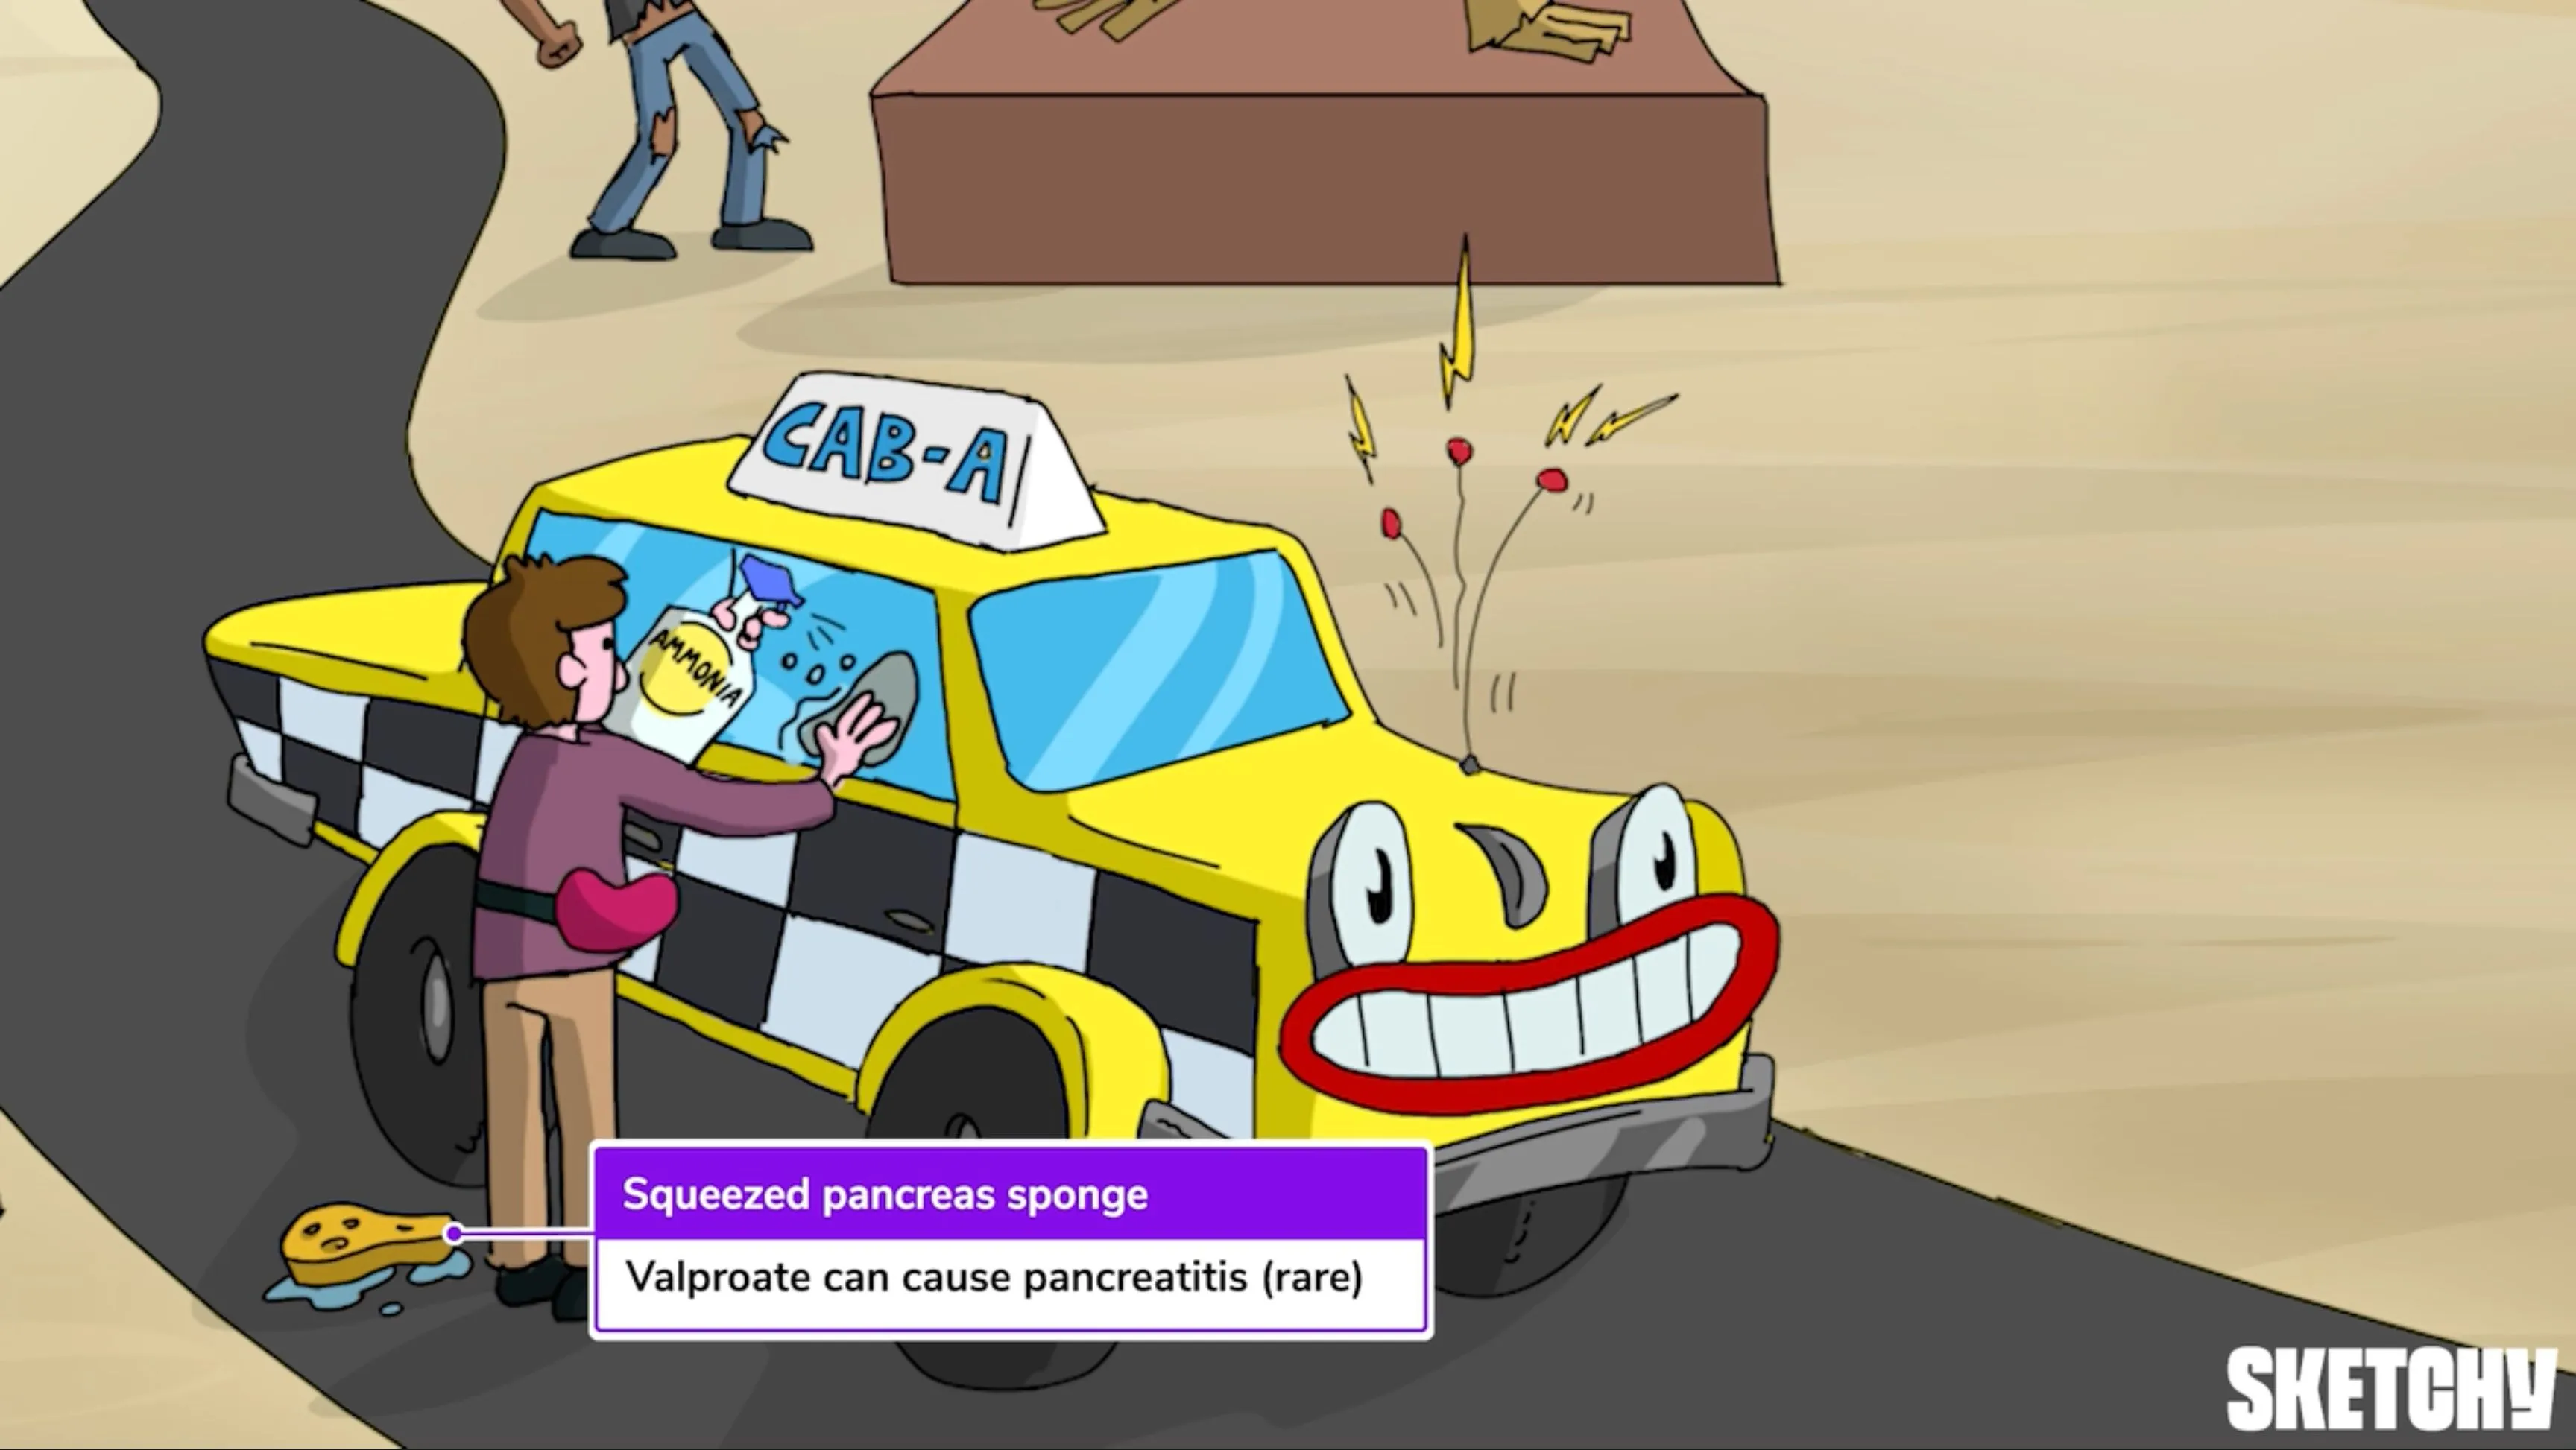 CAB-A
AMMONIA
Squeezed pancreas sponge
Valproate can cause pancreatitis (rare)
SKETCHY